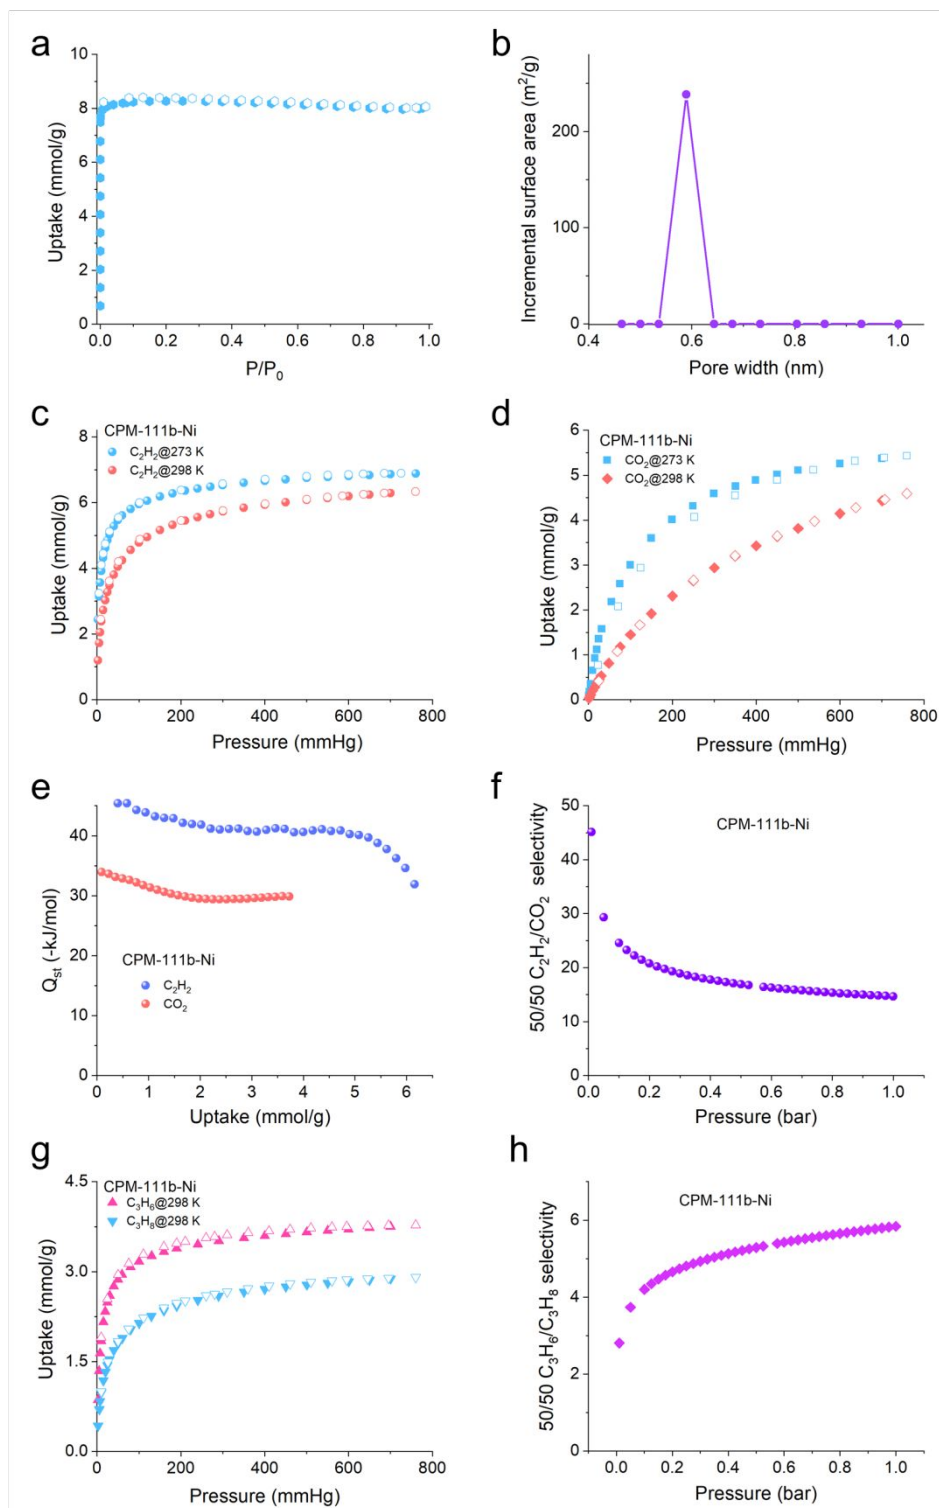 a
10
8
6
4
2
0
Uptake (mmol/g)
0.0 0.2 0.4 0.6 0.8 1.0
P/P₀
b
200
100
0
Incremental surface area (m²/g)
0.4 0.6 0.8 1.0
Pore width (nm)
c
CPM-111b-Ni
C₂H₂@273 K
C₂H₂@298 K
8
6
4
2
0
Uptake (mmol/g)
0 200 400 600 800
Pressure (mmHg)
d
CPM-111b-Ni
CO₂@273 K
CO₂@298 K
6
5
4
3
2
1
0
Uptake (mmol/g)
0 200 400 600 800
Pressure (mmHg)
e
40
30
20
10
0
Qst (-kJ/mol)
CPM-111b-Ni
C₂H₂
CO₂
0 1 2 3 4 5 6
Uptake (mmol/g)
f
CPM-111b-Ni
50
40
30
20
10
0
50/50 C₂H₂/CO₂ selectivity
0.0 0.2 0.4 0.6 0.8 1.0
Pressure (bar)
g
CPM-111b-Ni
C₃H₆@298 K
C₃H₈@298 K
4.5
3.0
1.5
0.0
Uptake (mmol/g)
0 200 400 600 800
Pressure (mmHg)
h
CPM-111b-Ni
6
4
2
0
50/50 C₃H₆/C₃H₈ selectivity
0.0 0.2 0.4 0.6 0.8 1.0
Pressure (bar)